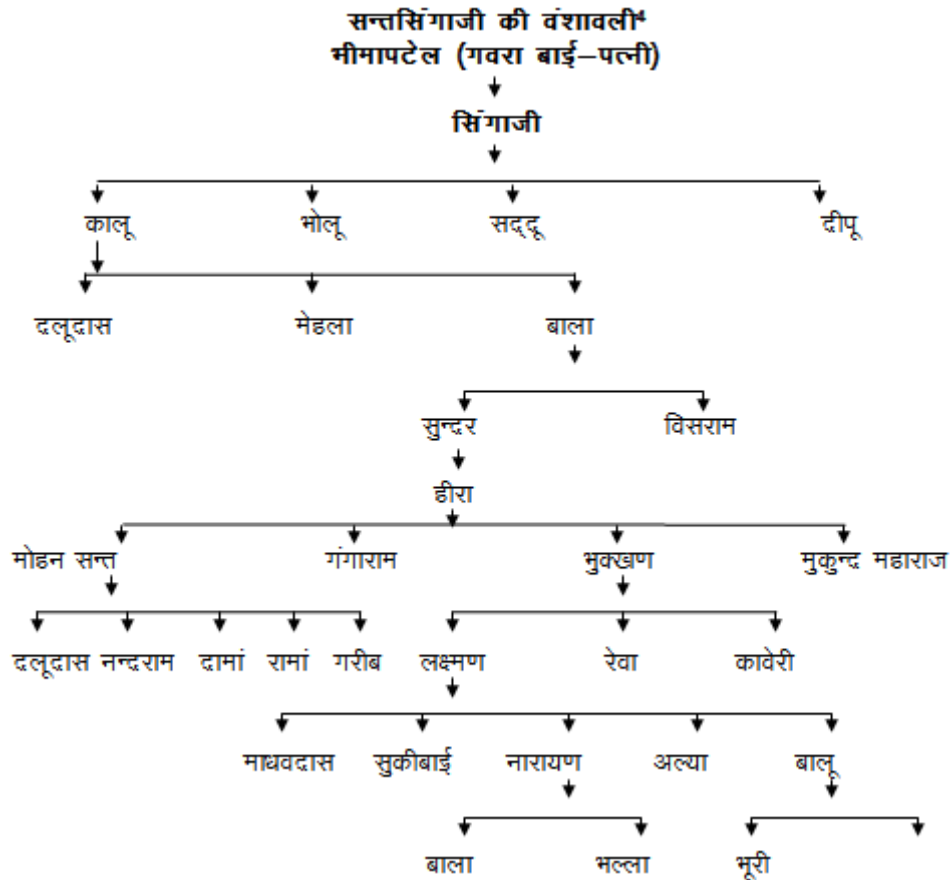 सन्तसिंगाजी की वंशावली⁴
भीमापटेल (गवरा बाई–पत्नी)
सिंगाजी
कालू भोलू सद्दू दीपू
दलूदास मेहला बाला
सुन्दर विसराम
हीरा
मोहन सन्त गंगाराम भुक्खण मुकुन्द महाराज
दलूदास नन्दराम दामां रामां गरीब लक्ष्मण रेवा कावेरी
माधवदास सुकीबाई नारायण अल्या बालू
बाला भल्ला भूरी